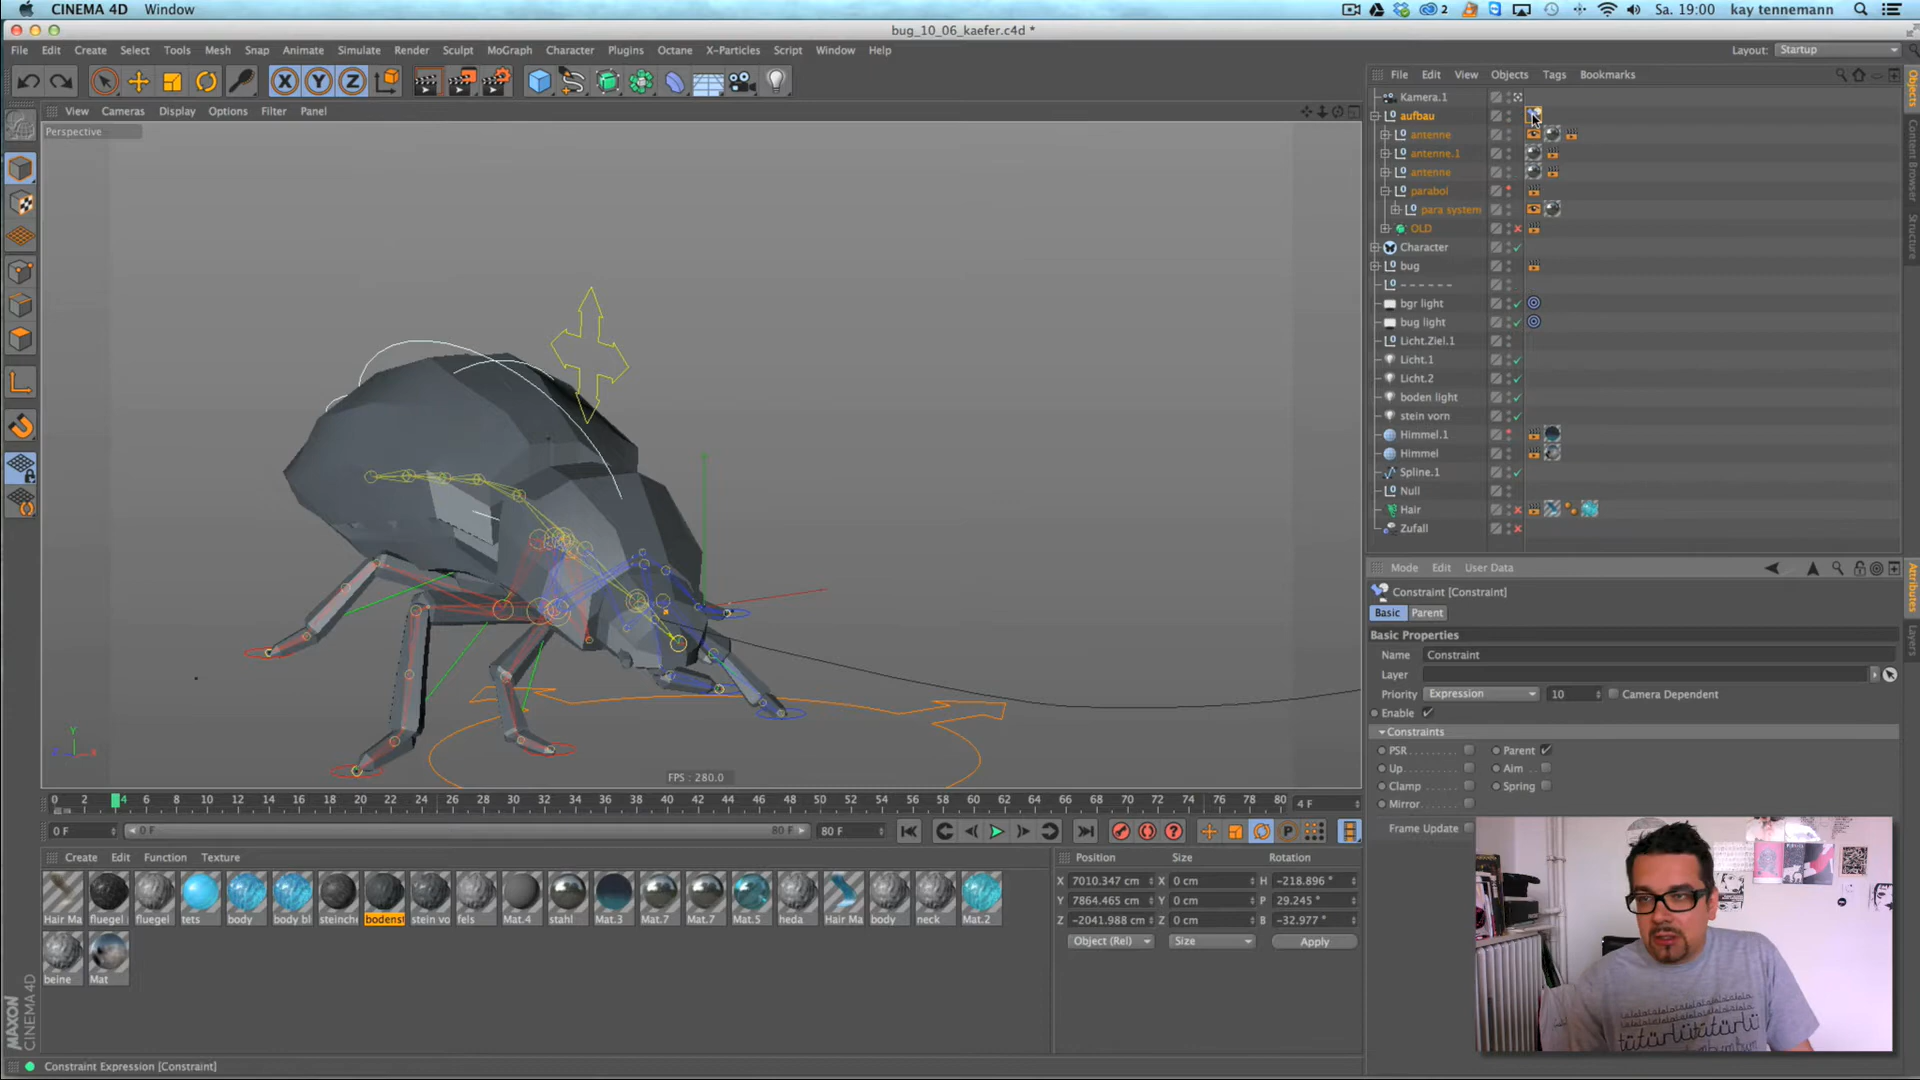 CINEMA 4D Window
2
Sa. 19:00 kay tennemann
bug_10_06_kaefer.c4d *
File Edit Create Select Tools Mesh Snap Animate Simulate Render Sculpt MoGraph Character Plugins Octane X-Particles Script Window Help
Layout: Startup
X Y Z
File Edit View Objects Tags Bookmarks
View Cameras Display Options Filter Panel
Perspective
Kamera.1
aufbau
antenne
antenne.1
antenne
parabol
para system
OLD
Character
bug
- - - - - -
bgr light
bug light
Licht.Ziel.1
Licht.1
Licht.2
boden light
stein vorn
Himmel.1
Himmel
Spline.1
Null
Hair
Zufall
Objects
Content Browser
Structure
Mode Edit User Data
Constraint [Constraint]
Basic Parent
Basic Properties
Name Constraint
Layer
Priority Expression 10 Camera Dependent
Enable
Constraints
PSR Parent
Up Aim
Clamp Spring
Mirror
Frame Update
Attributes
Layers
Y
X
FPS : 280.0
0 2 4 6 8 10 12 14 16 18 20 22 24 26 28 30 32 34 36 38 40 42 44 46 48 50 52 54 56 58 60 62 64 66 68 70 72 74 76 78 80 4 F
0 F 0 F 80 F 80 F
P
Create Edit Function Texture
Position Size Rotation
X 7010.347 cm X 0 cm H -218.896 °
Y 7864.465 cm Y 0 cm P 29.245 °
Z -2041.988 cm Z 0 cm B -32.977 °
Object (Rel) Size Apply
Hair Ma fluegel fluegel tets body body bl steinche bodenst stein vo fels Mat.4 stahl Mat.3 Mat.7 Mat.7 Mat.5 heda Hair Ma body neck Mat.2
beine Mat
MAXON
CINEMA 4D
Constraint Expression [Constraint]